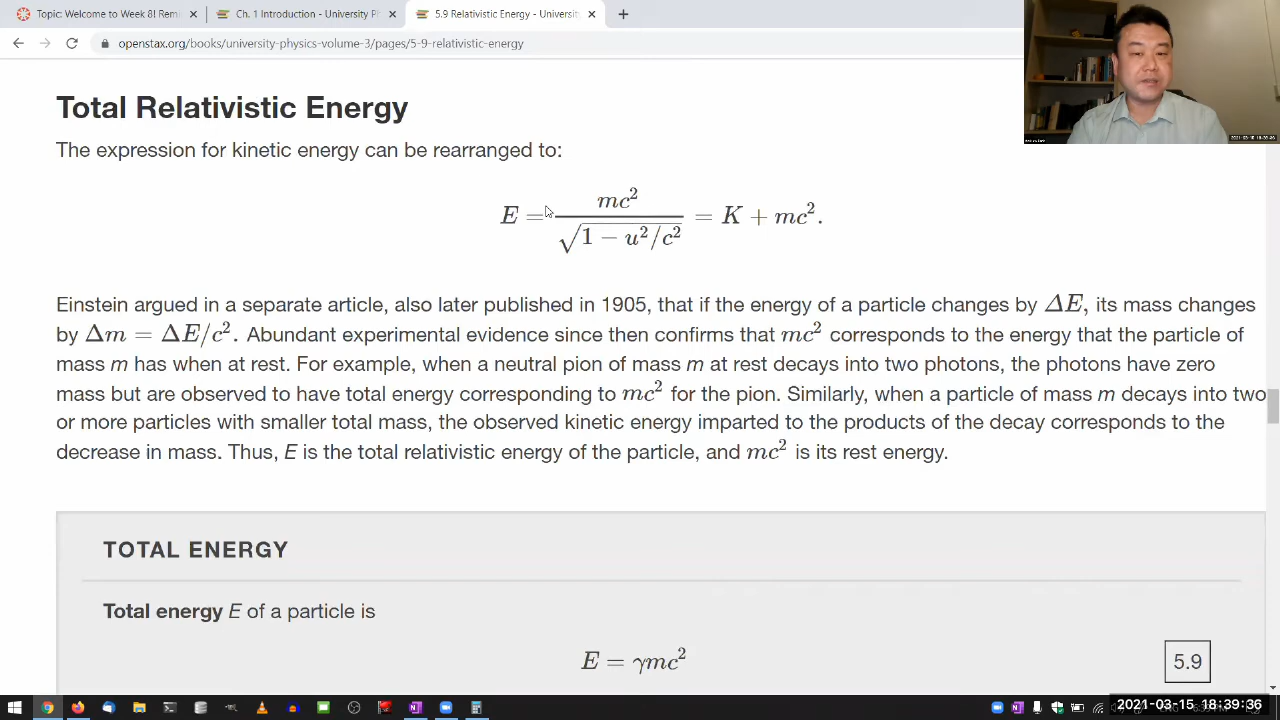 Topic: Welcome to Week 8! Remi
Ch. 1 Introduction - University P
5.9 Relativistic Energy - Universit
openstax.org/books/university-physics-volume-3/pages/5-9-relativistic-energy
2021-03-15 18:39:36
Total Relativistic Energy
The expression for kinetic energy can be rearranged to:
E = mc² / √(1 − u²/c²) = K + mc².
Einstein argued in a separate article, also later published in 1905, that if the energy of a particle changes by ΔE, its mass changes
by Δm = ΔE/c². Abundant experimental evidence since then confirms that mc² corresponds to the energy that the particle of
mass m has when at rest. For example, when a neutral pion of mass m at rest decays into two photons, the photons have zero
mass but are observed to have total energy corresponding to mc² for the pion. Similarly, when a particle of mass m decays into two
or more particles with smaller total mass, the observed kinetic energy imparted to the products of the decay corresponds to the
decrease in mass. Thus, E is the total relativistic energy of the particle, and mc² is its rest energy.
TOTAL ENERGY
Total energy E of a particle is
E = γmc²
5.9
2021-03-15 18:39:36